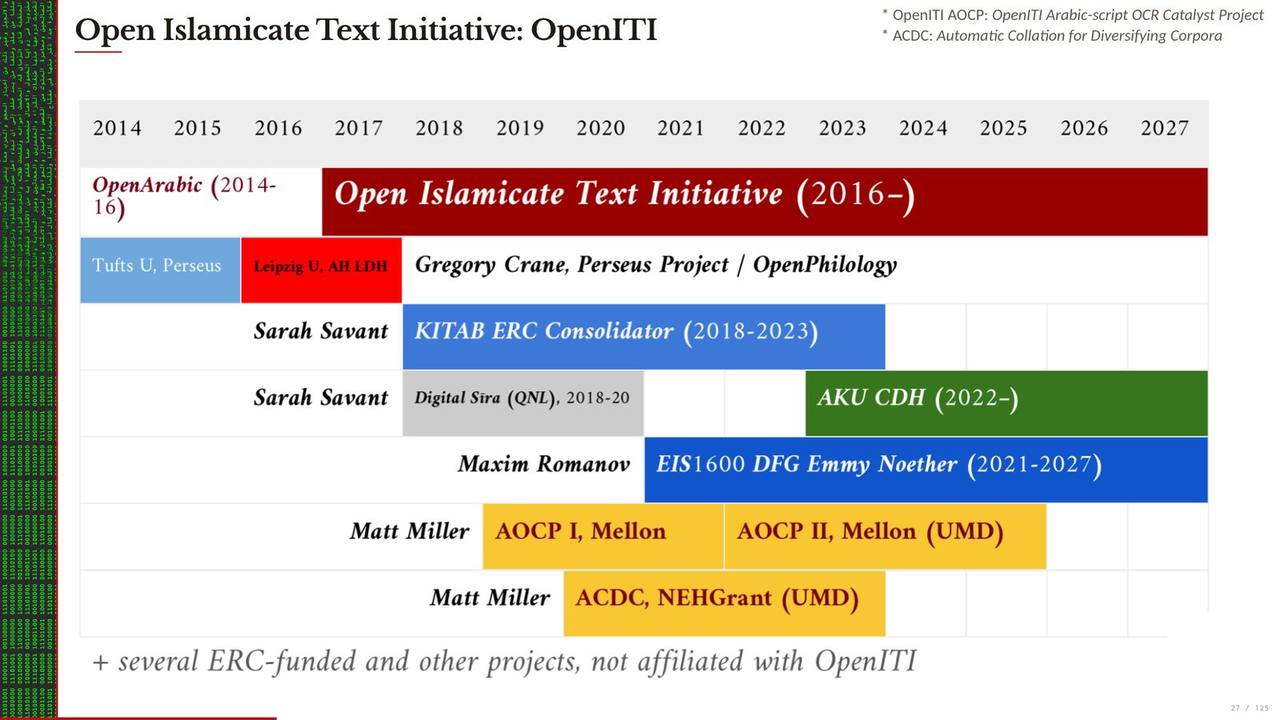 Open Islamicate Text Initiative: OpenITI
* OpenITI AOCP: OpenITI Arabic-script OCR Catalyst Project
* ACDC: Automatic Collation for Diversifying Corpora
2014 2015 2016 2017 2018 2019 2020 2021 2022 2023 2024 2025 2026 2027
OpenArabic (2014-
16)
Open Islamicate Text Initiative (2016–)
Tufts U, Perseus Leipzig U, AH LDH Gregory Crane, Perseus Project / OpenPhilology
Sarah Savant KITAB ERC Consolidator (2018-2023)
Sarah Savant Digital Sīra (QNL), 2018-20 AKU CDH (2022–)
Maxim Romanov EIS1600 DFG Emmy Noether (2021-2027)
Matt Miller AOCP I, Mellon AOCP II, Mellon (UMD)
Matt Miller ACDC, NEHGrant (UMD)
+ several ERC-funded and other projects, not affiliated with OpenITI
27 / 125